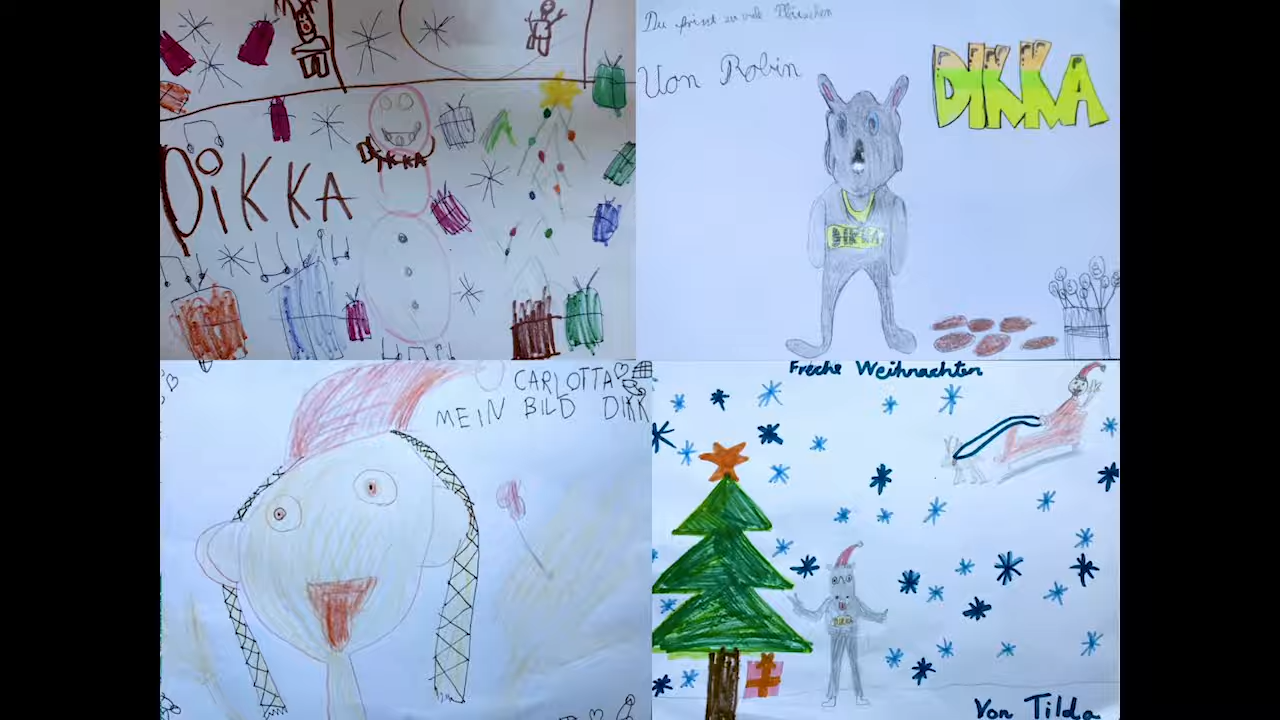 DIKKA
DiKKA
Du frisst zu viele Plätzchen
Von Robin
DIKKA
DIKKA
CARLOTTA
MEIN BILD DIKK
Freche Weihnachten
DIKKA
Von Tilda